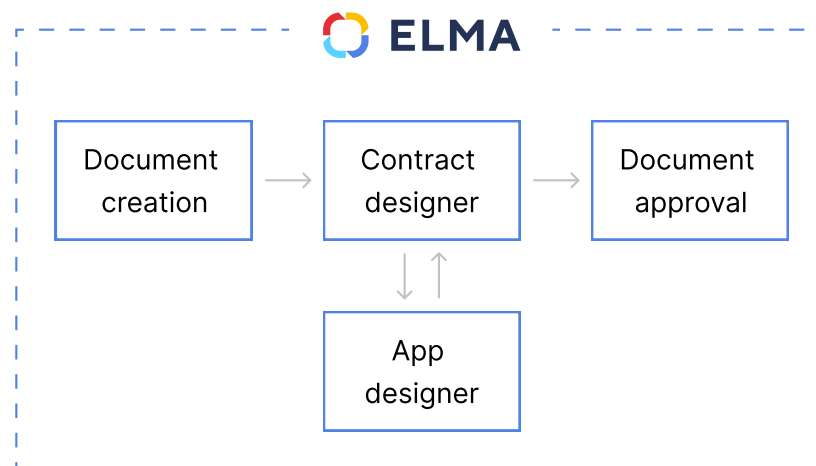 ELMA
Document
creation
Contract
designer
Document
approval
App
designer